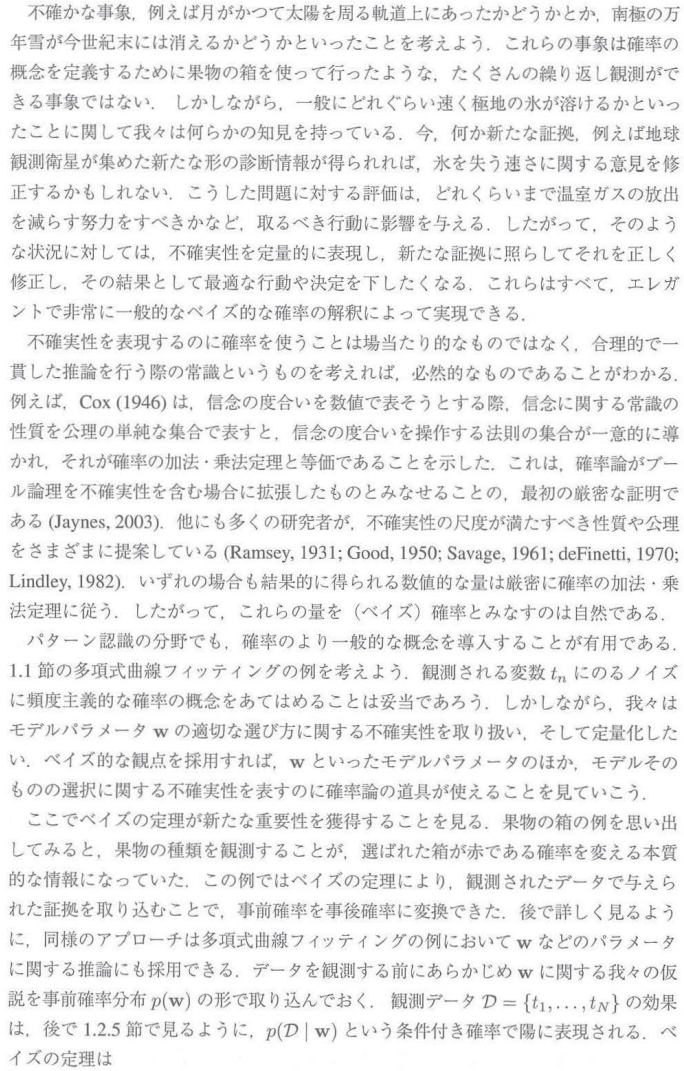 不確かな事象，例えば月がかつて太陽を周る軌道上にあったかどうかとか，南極の万
年雪が今世紀末には消えるかどうかといったことを考えよう．これらの事象は確率の
概念を定義するために果物の箱を使って行ったような，たくさんの繰り返し観測がで
きる事象ではない．しかしながら，一般にどれぐらい速く極地の氷が溶けるかといっ
たことに関して我々は何らかの知見を持っている．今，何か新たな証拠，例えば地球
観測衛星が集めた新たな形の診断情報が得られれば，氷を失う速さに関する意見を修
正するかもしれない．こうした問題に対する評価は，どれくらいまで温室ガスの放出
を減らす努力をすべきかなど，取るべき行動に影響を与える．したがって，そのよう
な状況に対しては，不確実性を定量的に表現し，新たな証拠に照らしてそれを正しく
修正し，その結果として最適な行動や決定を下したくなる．これらはすべて，エレガ
ントで非常に一般的なベイズ的な確率の解釈によって実現できる．
不確実性を表現するのに確率を使うことは場当たり的なものではなく，合理的で一
貫した推論を行う際の常識というものを考えれば，必然的なものであることがわかる．
例えば，Cox (1946) は，信念の度合いを数値で表そうとする際，信念に関する常識の
性質を公理の単純な集合で表すと，信念の度合いを操作する法則の集合が一意的に導
かれ，それが確率の加法・乗法定理と等価であることを示した．これは，確率論がブー
ル論理を不確実性を含む場合に拡張したものとみなせることの，最初の厳密な証明で
ある (Jaynes, 2003)．他にも多くの研究者が，不確実性の尺度が満たすべき性質や公理
をさまざまに提案している (Ramsey, 1931; Good, 1950; Savage, 1961; deFinetti, 1970;
Lindley, 1982)．いずれの場合も結果的に得られる数値的な量は厳密に確率の加法・乗
法定理に従う．したがって，これらの量を（ベイズ）確率とみなすのは自然である．
パターン認識の分野でも，確率のより一般的な概念を導入することが有用である．
1.1 節の多項式曲線フィッティングの例を考えよう．観測される変数 tₙ にのるノイズ
に頻度主義的な確率の概念をあてはめることは妥当であろう．しかしながら，我々は
モデルパラメータ w の適切な選び方に関する不確実性を取り扱い，そして定量化した
い．ベイズ的な観点を採用すれば，w といったモデルパラメータのほか，モデルその
ものの選択に関する不確実性を表すのに確率論の道具が使えることを見ていこう．
ここでベイズの定理が新たな重要性を獲得することを見る．果物の箱の例を思い出
してみると，果物の種類を観測することが，選ばれた箱が赤である確率を変える本質
的な情報になっていた．この例ではベイズの定理により，観測されたデータで与えら
れた証拠を取り込むことで，事前確率を事後確率に変換できた．後で詳しく見るよう
に，同様のアプローチは多項式曲線フィッティングの例において w などのパラメータ
に関する推論にも採用できる．データを観測する前にあらかじめ w に関する我々の仮
説を事前確率分布 p(w) の形で取り込んでおく．観測データ 𝒟 = {t₁, . . . , t_N} の効果
は，後で 1.2.5 節で見るように，p(𝒟 | w) という条件付き確率で陽に表現される．ベ
イズの定理は